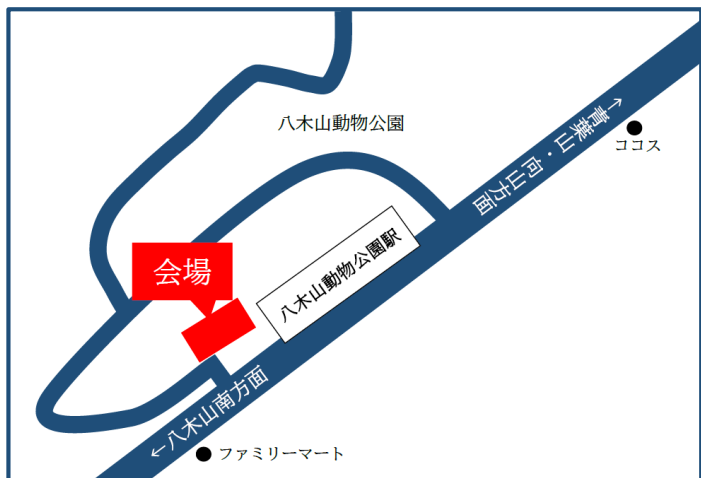 八木山動物公園
↑青葉山・向山方面
ココス
会場
八木山動物公園駅
←八木山南方面
ファミリーマート